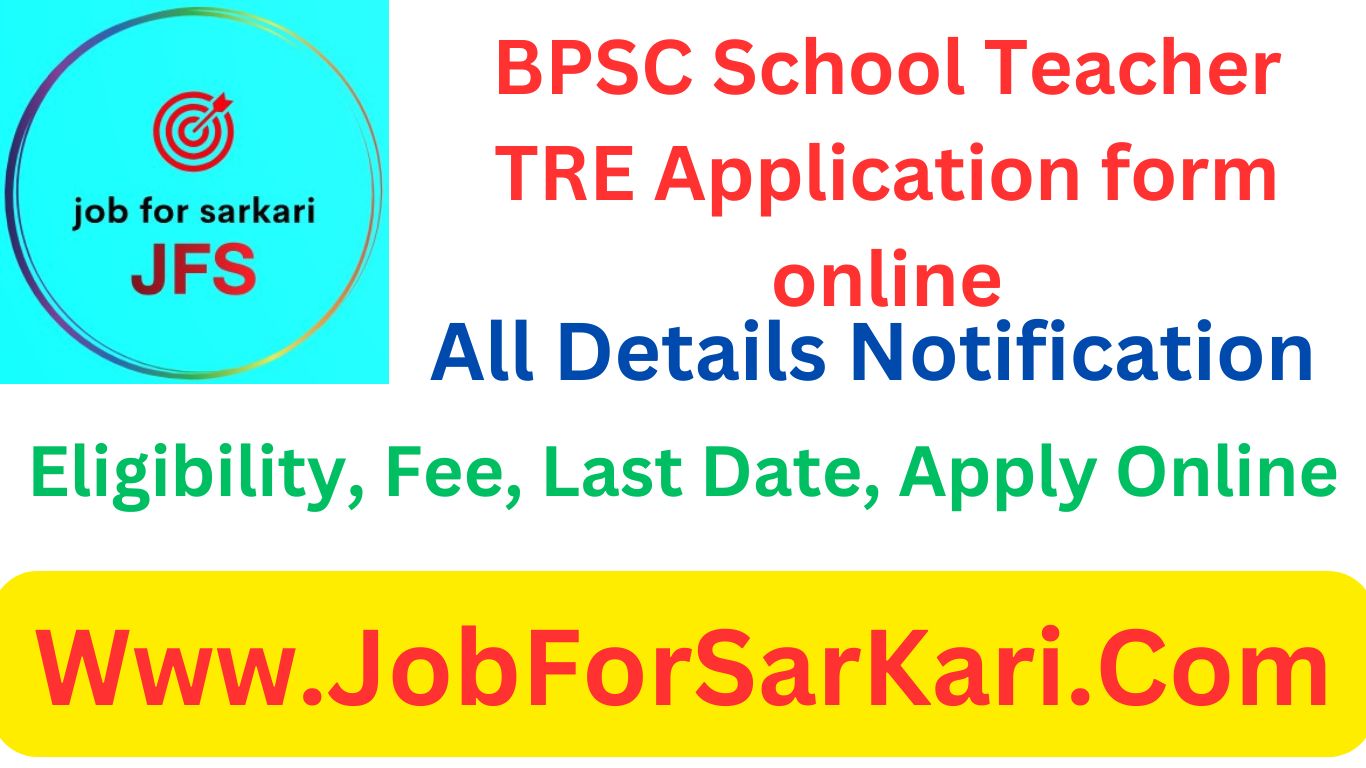 job for sarkari
JFS
BPSC School Teacher
TRE Application form
online
All Details Notification
Eligibility, Fee, Last Date, Apply Online
Www.JobForSarKari.Com